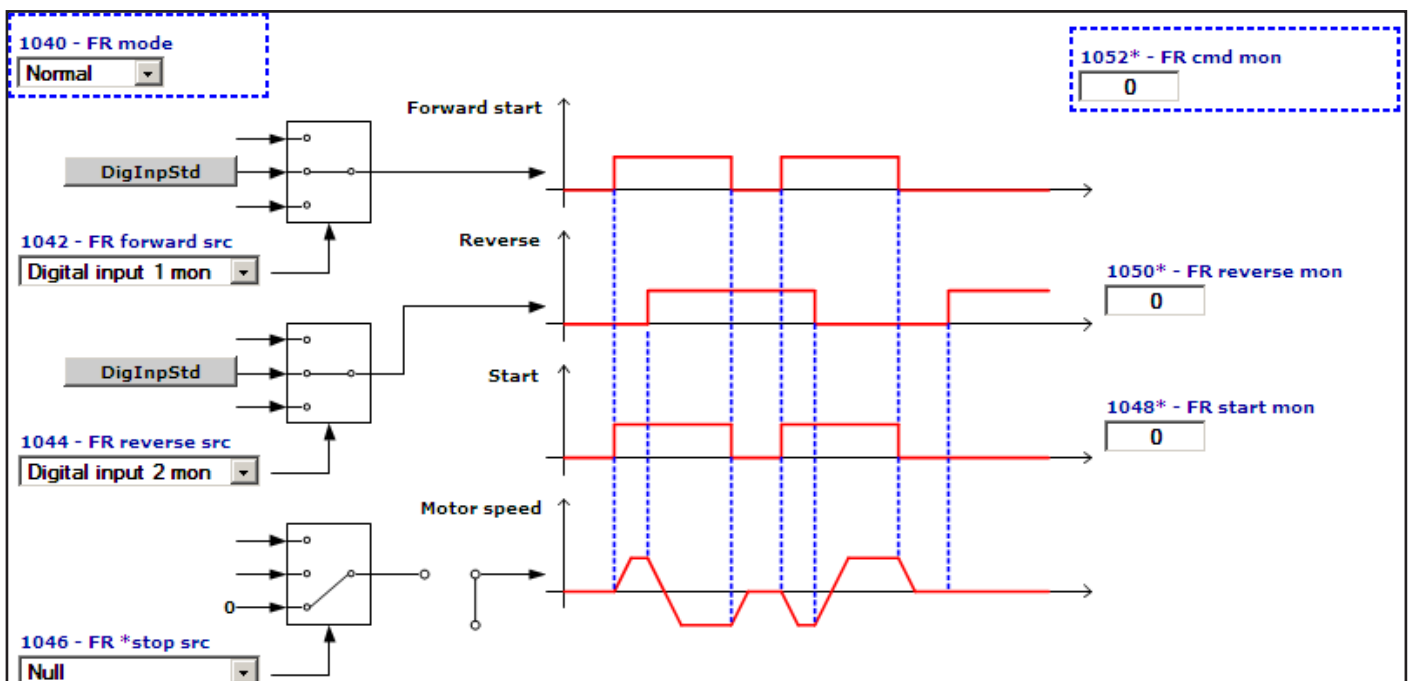 1040 - FR mode
Normal
1052* - FR cmd mon
0
Forward start
DigInpStd
1042 - FR forward src
Digital input 1 mon
Reverse
1050* - FR reverse mon
0
DigInpStd
Start
1048* - FR start mon
0
1044 - FR reverse src
Digital input 2 mon
Motor speed
0
1046 - FR *stop src
Null